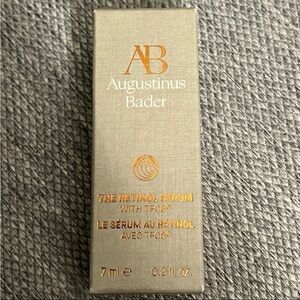 AB
Augustinus
Bader
THE RETINOL SERUM
WITH TFC8®
LE SÉRUM AU RÉTINOL
AVEC TFC8®
7 ml ℮ 0.2 fl. oz.